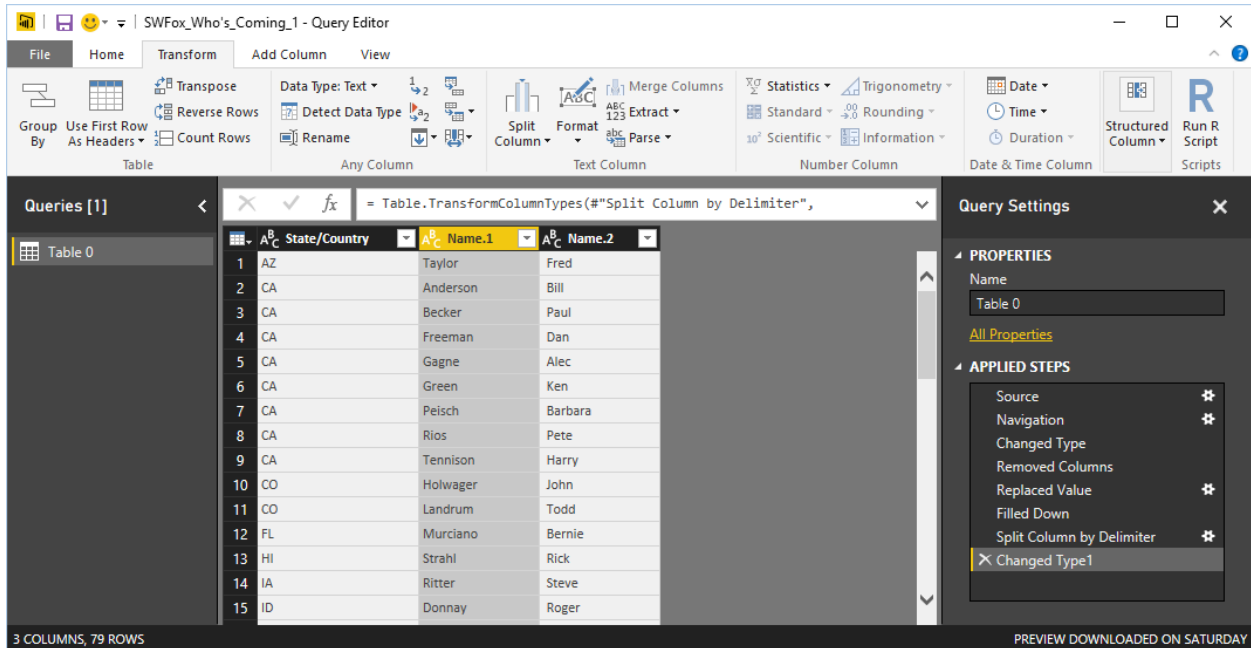 SWFox_Who's_Coming_1 - Query Editor
File Home Transform Add Column View
Group By
Use First Row As Headers
Transpose
Reverse Rows
Count Rows
Table
Data Type: Text
Detect Data Type
Rename
Any Column
Split Column
Format
Merge Columns
Extract
Parse
Text Column
Statistics
Standard
Scientific
Trigonometry
Rounding
Information
Number Column
Date
Time
Duration
Date & Time Column
Structured Column
Run R Script
Scripts
Queries [1]
Table 0
fx = Table.TransformColumnTypes(#"Split Column by Delimiter",
State/Country Name.1 Name.2
1 AZ Taylor Fred
2 CA Anderson Bill
3 CA Becker Paul
4 CA Freeman Dan
5 CA Gagne Alec
6 CA Green Ken
7 CA Peisch Barbara
8 CA Rios Pete
9 CA Tennison Harry
10 CO Holwager John
11 CO Landrum Todd
12 FL Murciano Bernie
13 HI Strahl Rick
14 IA Ritter Steve
15 ID Donnay Roger
Query Settings
PROPERTIES
Name
Table 0
All Properties
APPLIED STEPS
Source
Navigation
Changed Type
Removed Columns
Replaced Value
Filled Down
Split Column by Delimiter
Changed Type1
3 COLUMNS, 79 ROWS
PREVIEW DOWNLOADED ON SATURDAY